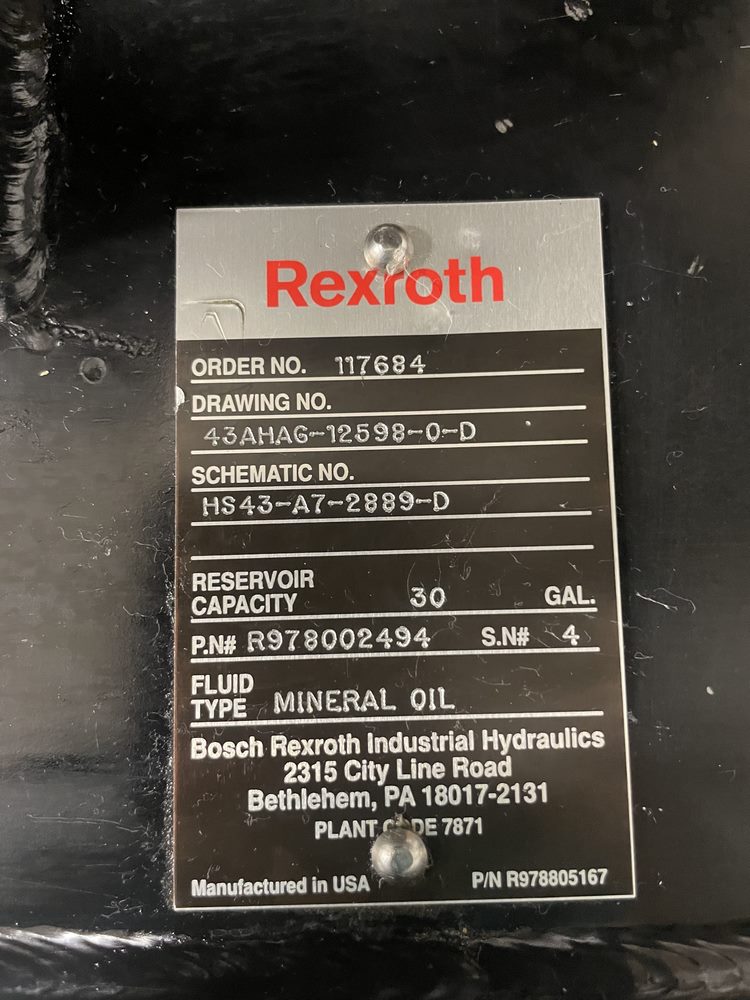 Rexroth
ORDER NO. 117684
DRAWING NO.
43AHAG-12598-0-D
SCHEMATIC NO.
HS43-A7-2889-D
RESERVOIR
CAPACITY 30 GAL.
P.N# R978002494 S.N# 4
FLUID
TYPE MINERAL OIL
Bosch Rexroth Industrial Hydraulics
2315 City Line Road
Bethlehem, PA 18017-2131
PLANT CODE 7871
Manufactured in USA P/N R978805167